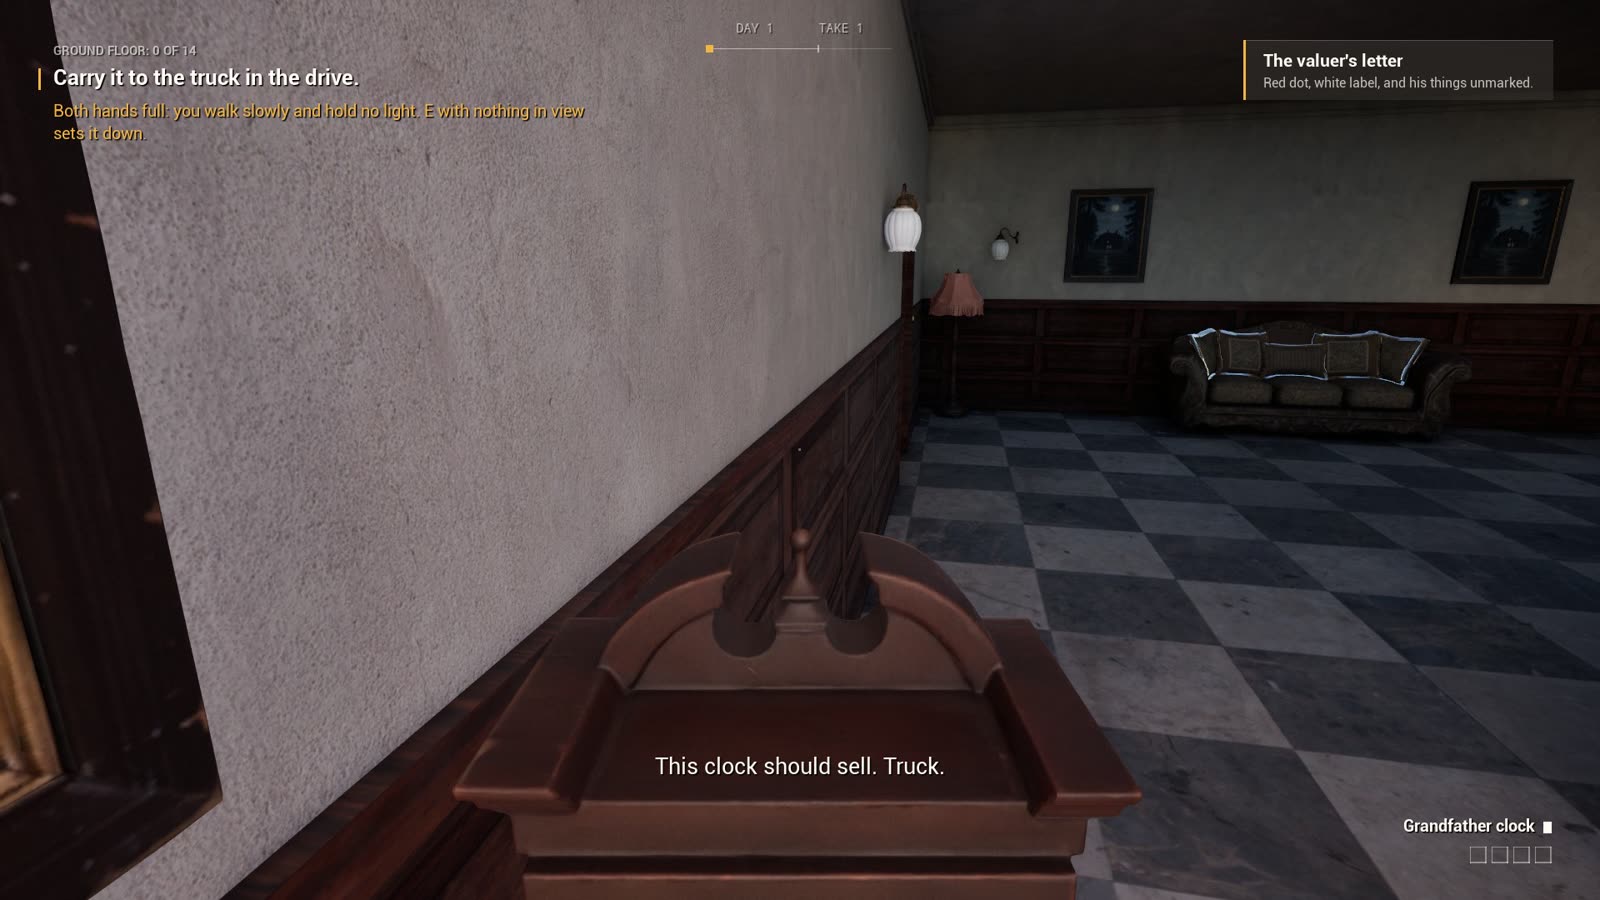 DAY 1 TAKE 1
GROUND FLOOR: 0 OF 14
Carry it to the truck in the drive.
Both hands full: you walk slowly and hold no light. E with nothing in view
sets it down.
The valuer's letter
Red dot, white label, and his things unmarked.
This clock should sell. Truck.
Grandfather clock